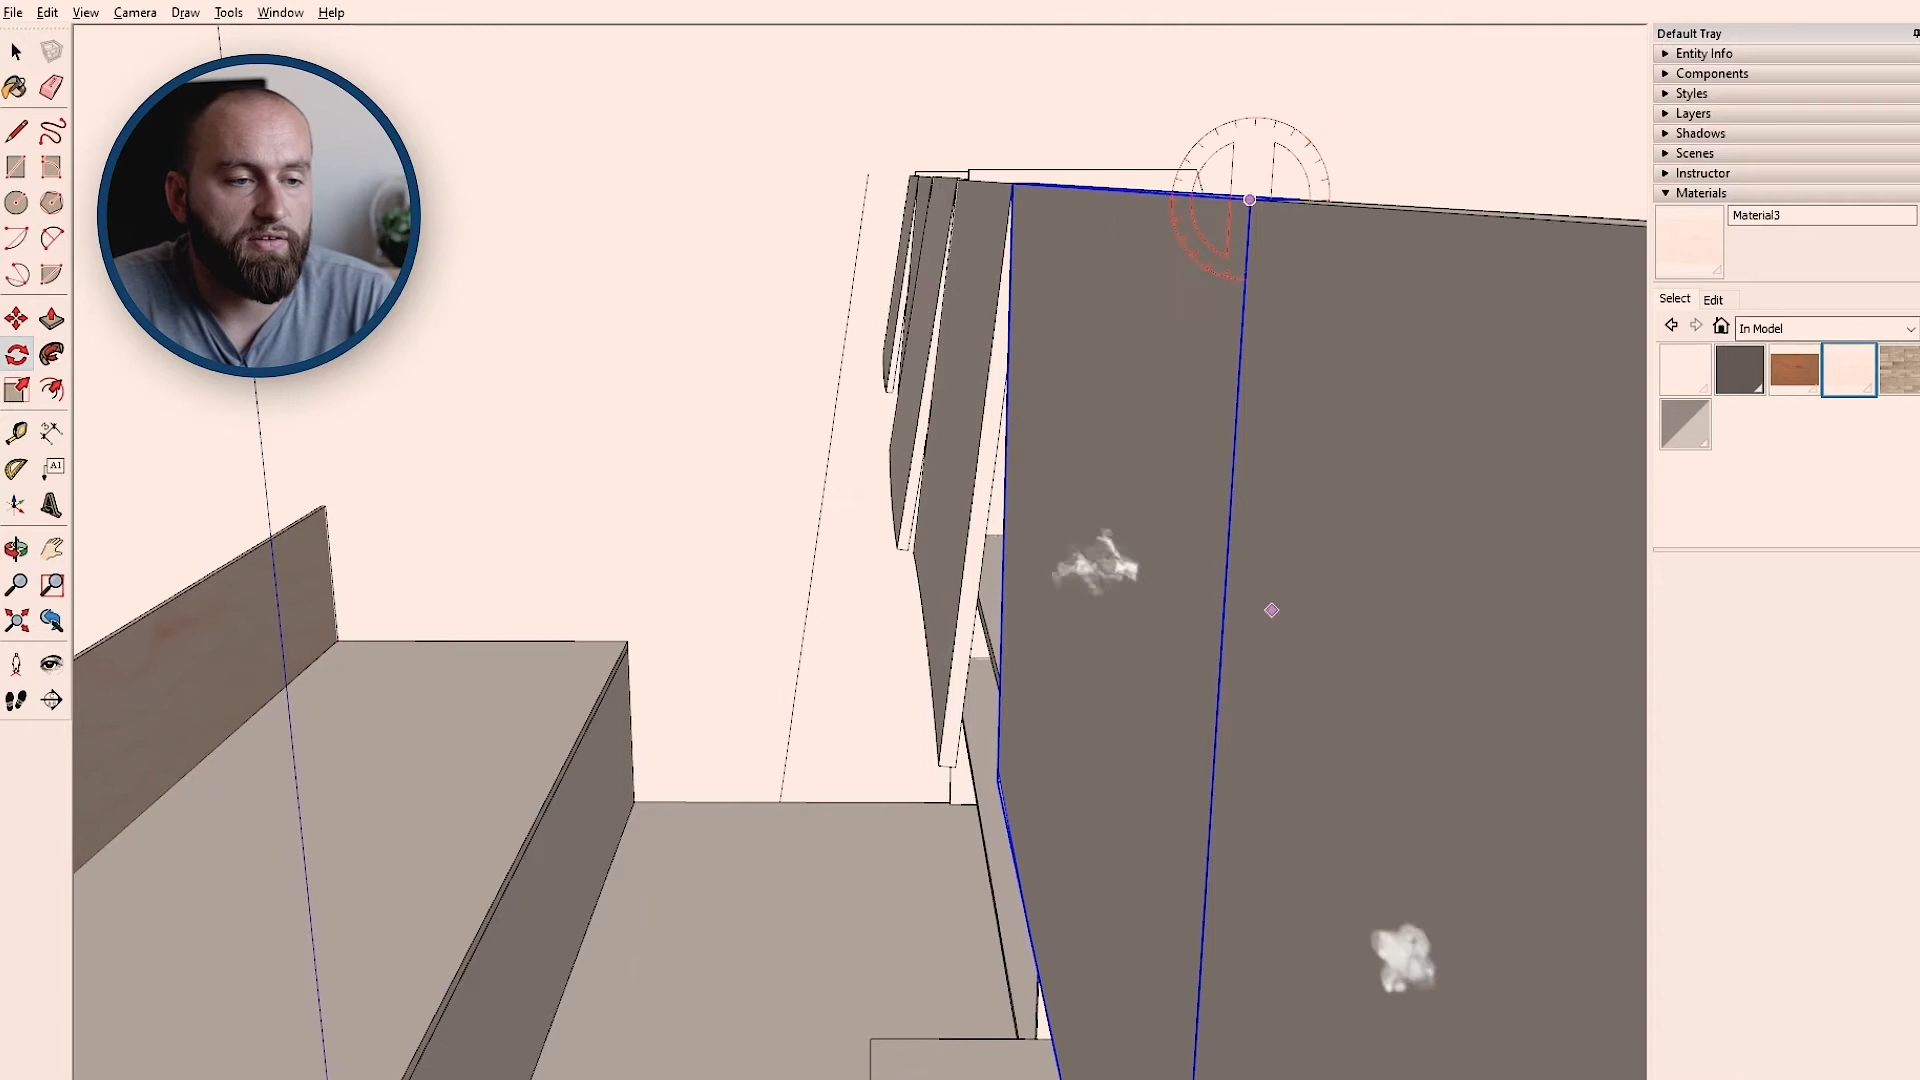 File Edit View Camera Draw Tools Window Help
Default Tray
Entity Info
Components
Styles
Layers
Shadows
Scenes
Instructor
Materials
Material3
Select Edit
In Model
A1